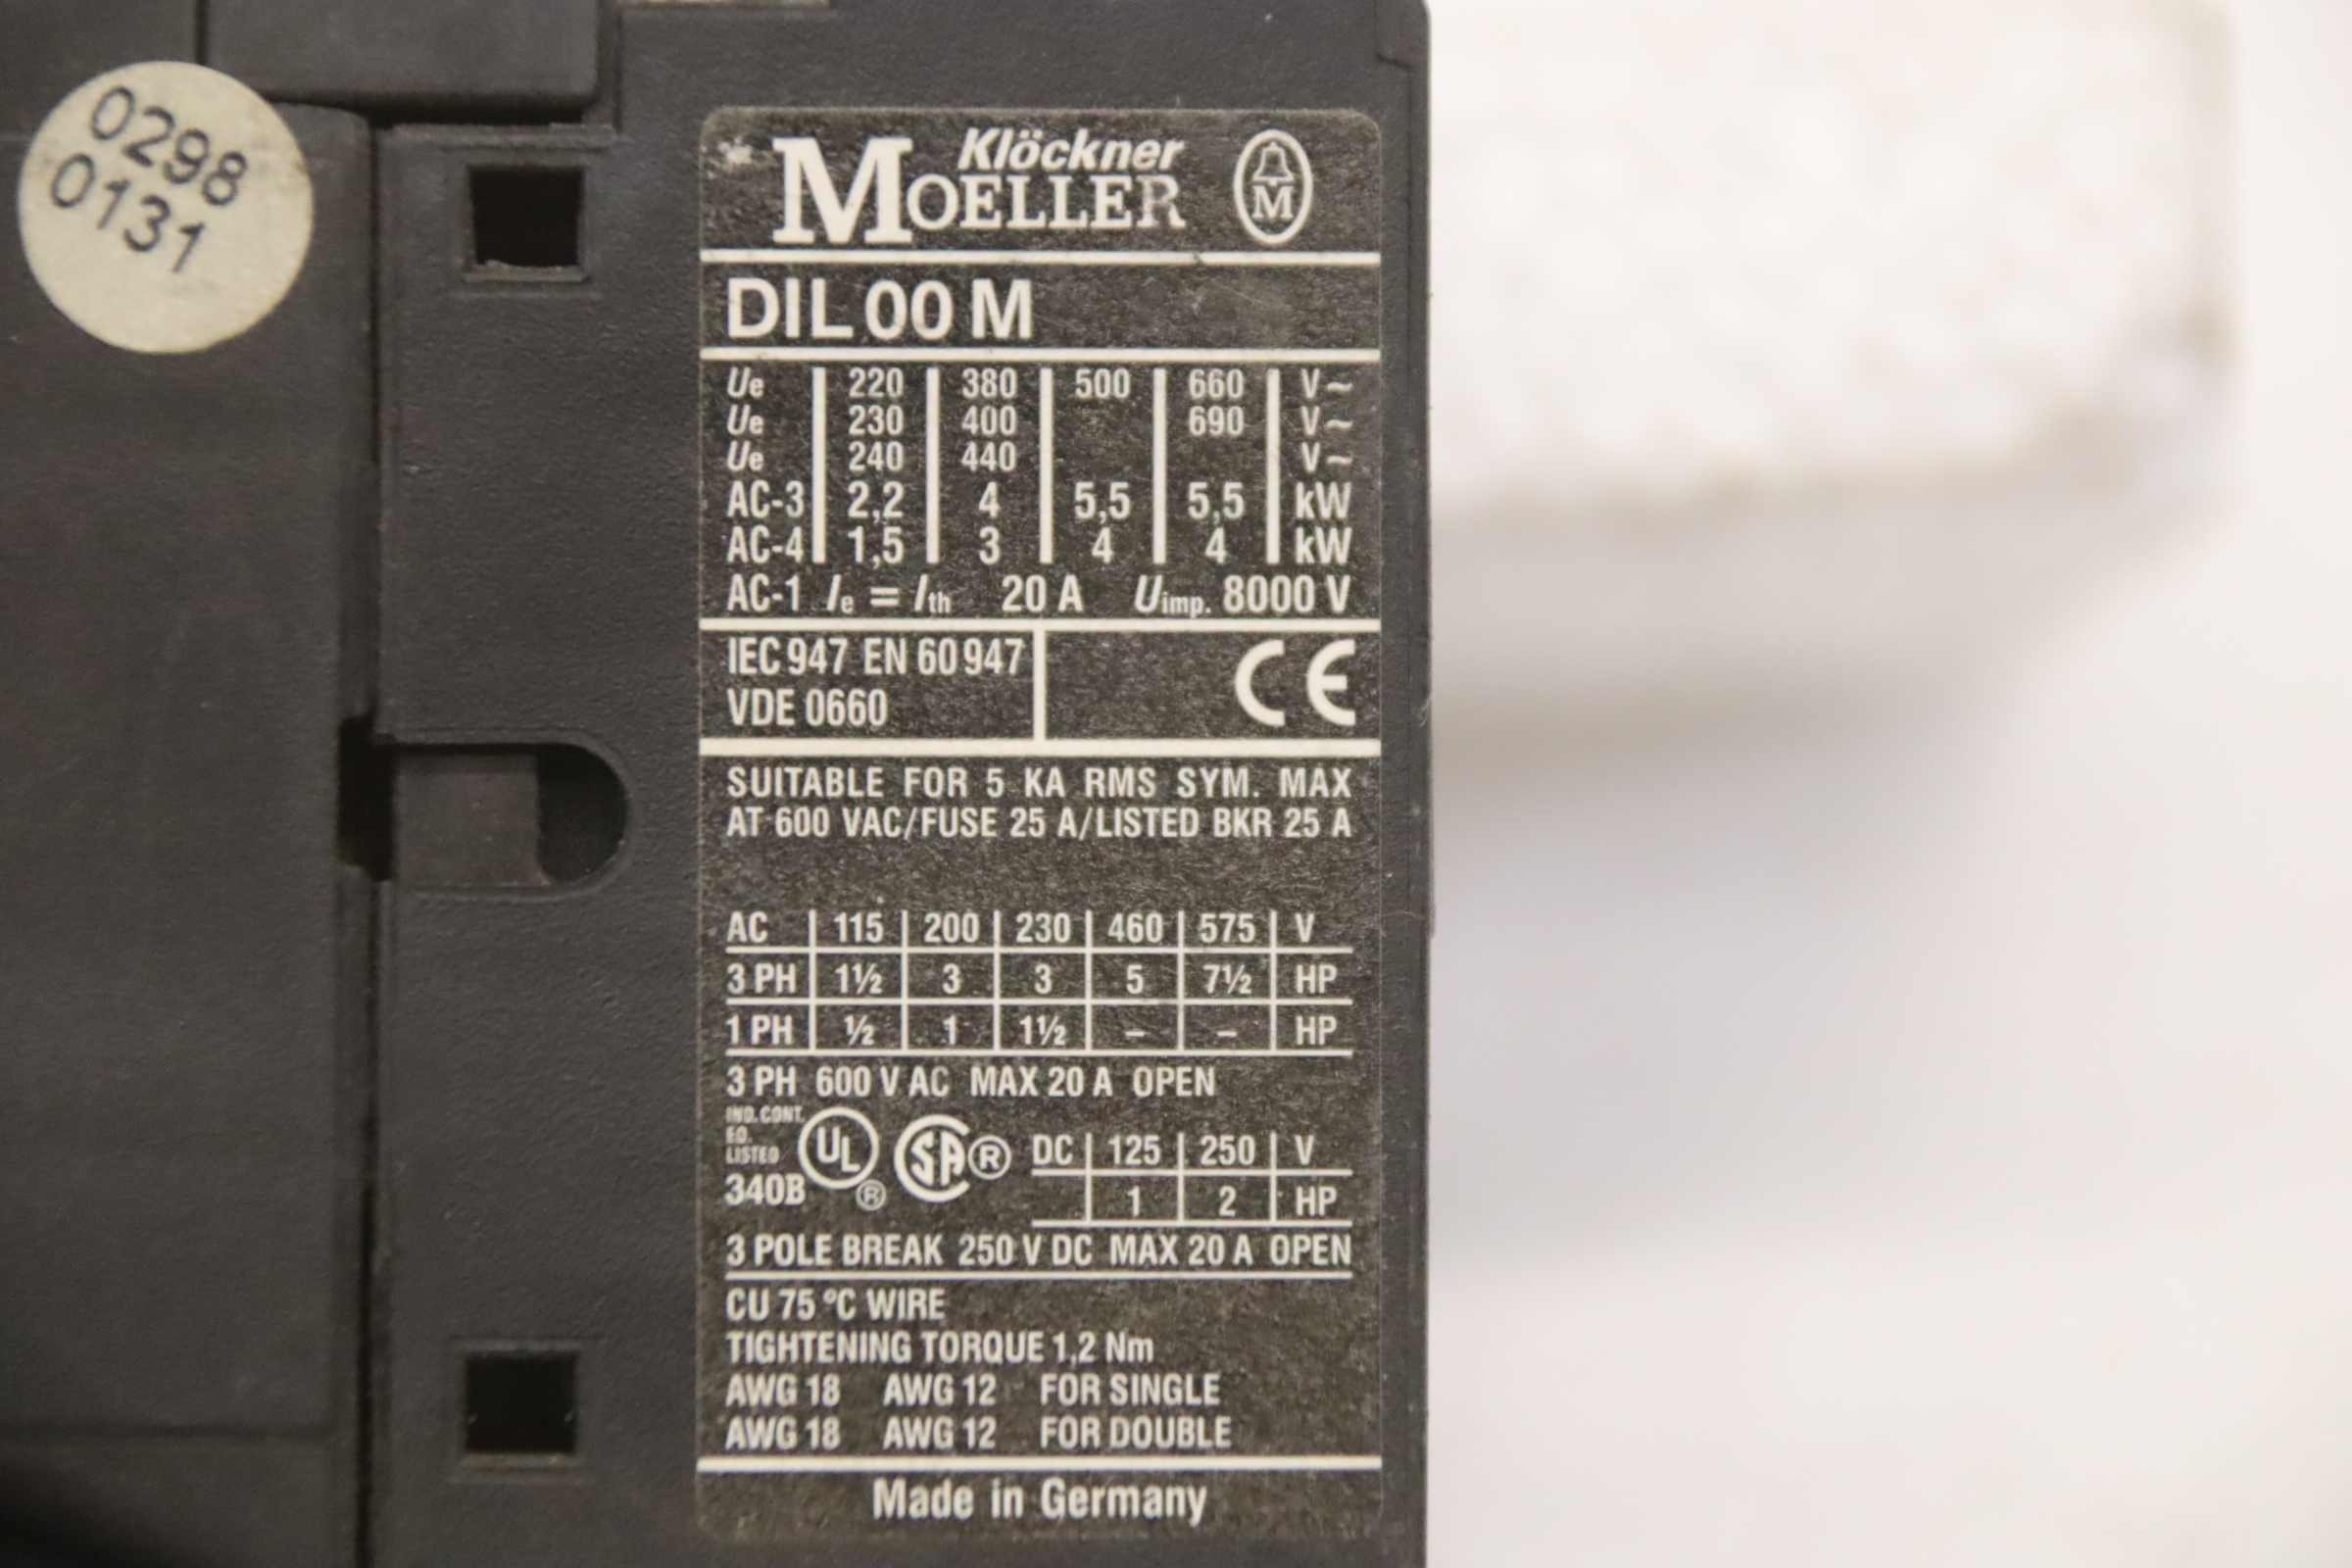 0298
0131
Klöckner
MOELLER
M
DIL 00 M
Ue 220 380 500 660 V~
Ue 230 400 690 V~
Ue 240 440 V~
AC-3 2,2 4 5,5 5,5 kW
AC-4 1,5 3 4 4 kW
AC-1 Ie = Ith 20 A Uimp. 8000 V
IEC 947 EN 60 947
VDE 0660
CE
SUITABLE FOR 5 KA RMS SYM. MAX
AT 600 VAC/FUSE 25 A/LISTED BKR 25 A
AC 115 200 230 460 575 V
3 PH 1½ 3 3 5 7½ HP
1 PH ½ 1 1½ – – HP
3 PH 600 V AC MAX 20 A OPEN
IND. CONT.
EQ.
LISTED
340B
UL ®
SA ®
DC 125 250 V
1 2 HP
3 POLE BREAK 250 V DC MAX 20 A OPEN
CU 75 °C WIRE
TIGHTENING TORQUE 1,2 Nm
AWG 18 AWG 12 FOR SINGLE
AWG 18 AWG 12 FOR DOUBLE
Made in Germany